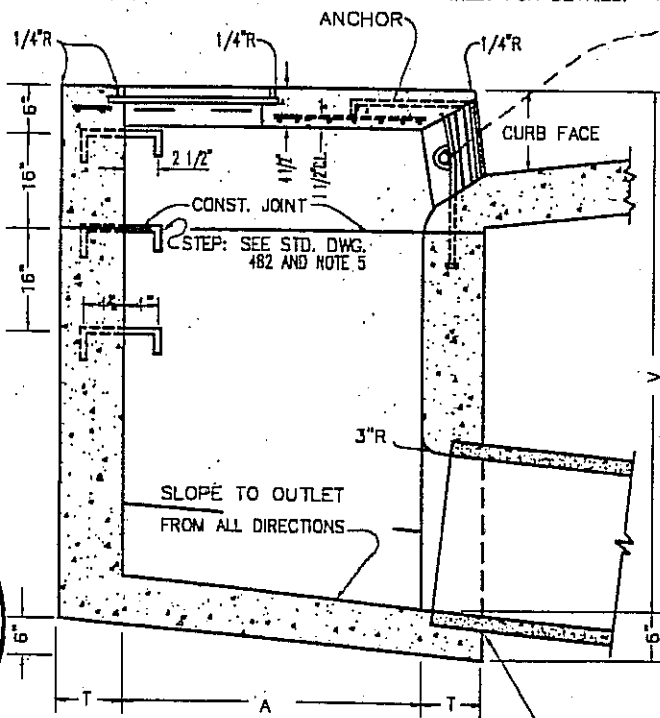 ANCHOR
1/4"R
1/4"R
1/4"R
6"
CURB FACE
2 1/2"
4 1/2"
1 1/2"CL.
16"
CONST. JOINT
STEP: SEE STD. DWG.
482 AND NOTE 5
16"
V
3"R
SLOPE TO OUTLET
FROM ALL DIRECTIONS
6"
6"
T
A
T